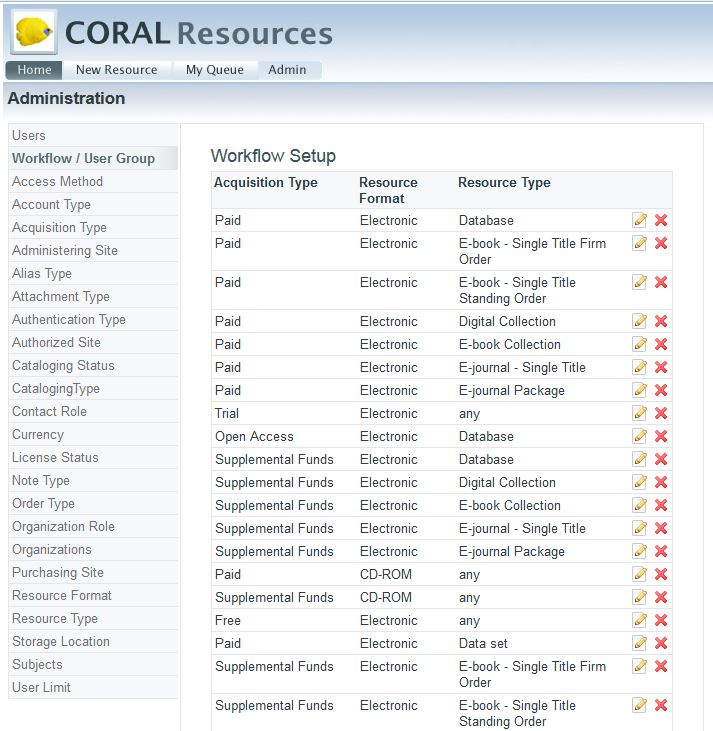 CORAL Resources
Home New Resource My Queue Admin
Administration
Users
Workflow / User Group
Access Method
Account Type
Acquisition Type
Administering Site
Alias Type
Attachment Type
Authentication Type
Authorized Site
Cataloging Status
CatalogingType
Contact Role
Currency
License Status
Note Type
Order Type
Organization Role
Organizations
Purchasing Site
Resource Format
Resource Type
Storage Location
Subjects
User Limit
Workflow Setup
Acquisition Type Resource Format Resource Type
Paid Electronic Database
Paid Electronic E-book - Single Title Firm
Order
Paid Electronic E-book - Single Title
Standing Order
Paid Electronic Digital Collection
Paid Electronic E-book Collection
Paid Electronic E-journal - Single Title
Paid Electronic E-journal Package
Trial Electronic any
Open Access Electronic Database
Supplemental Funds Electronic Database
Supplemental Funds Electronic Digital Collection
Supplemental Funds Electronic E-book Collection
Supplemental Funds Electronic E-journal - Single Title
Supplemental Funds Electronic E-journal Package
Paid CD-ROM any
Supplemental Funds CD-ROM any
Free Electronic any
Paid Electronic Data set
Supplemental Funds Electronic E-book - Single Title Firm
Order
Supplemental Funds Electronic E-book - Single Title
Standing Order